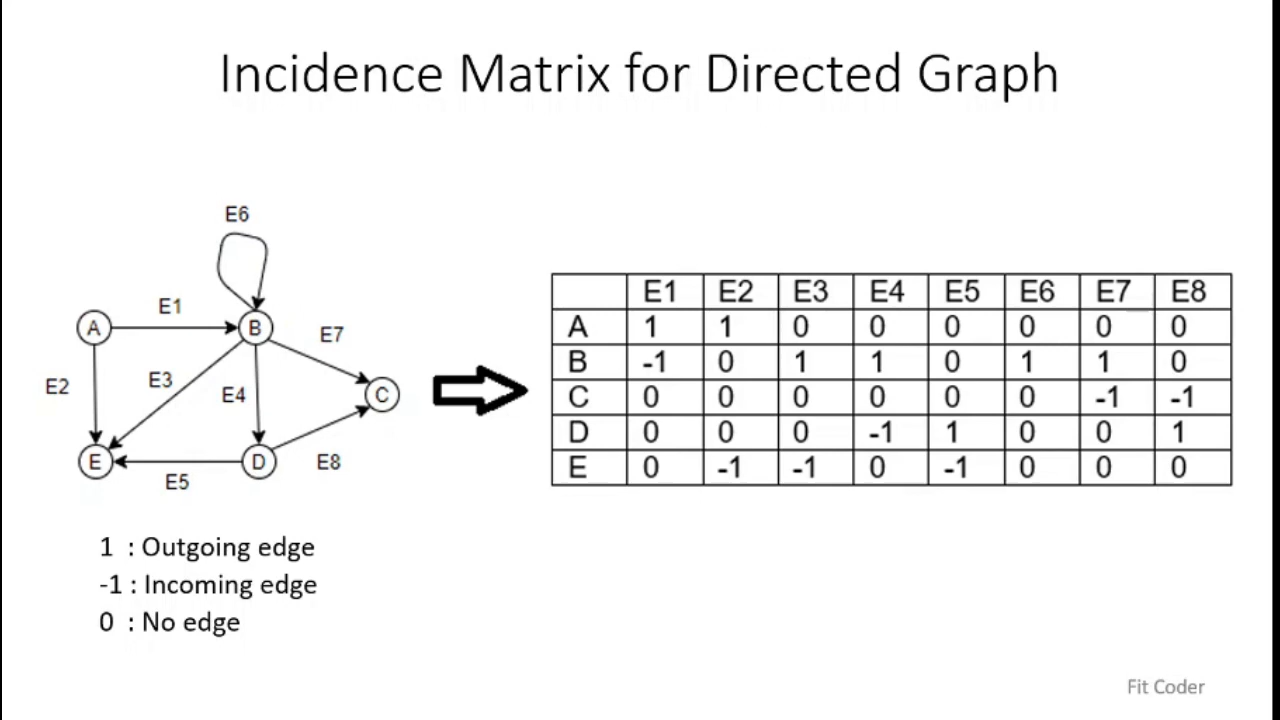 Incidence Matrix for Directed Graph
E6
E1
A
B
E7
E2
E3
E4
C
E
D
E8
E5
E1 E2 E3 E4 E5 E6 E7 E8
A 1 1 0 0 0 0 0 0
B -1 0 1 1 0 1 1 0
C 0 0 0 0 0 0 -1 -1
D 0 0 0 -1 1 0 0 1
E 0 -1 -1 0 -1 0 0 0
1 : Outgoing edge
-1 : Incoming edge
0 : No edge
Fit Coder